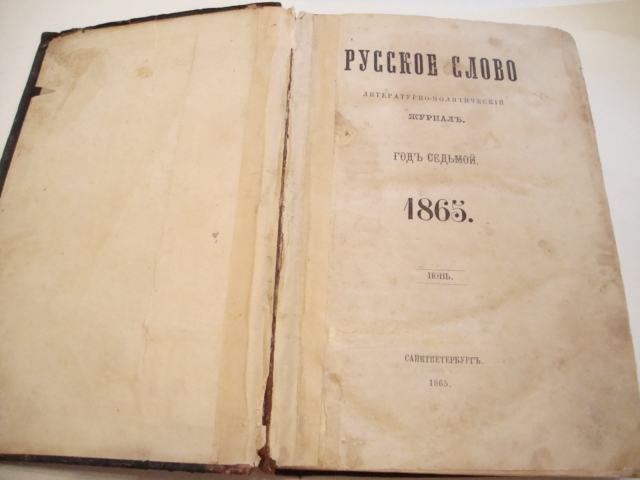 РУССКОЕ СЛОВО
ЛИТЕРАТУРНО-ПОЛИТИЧЕСКІЙ
ЖУРНАЛЪ.
ГОДЪ СЕДЬМОЙ.
1865.
ІЮНЬ.
САНКТПЕТЕРБУРГЪ.
1865.